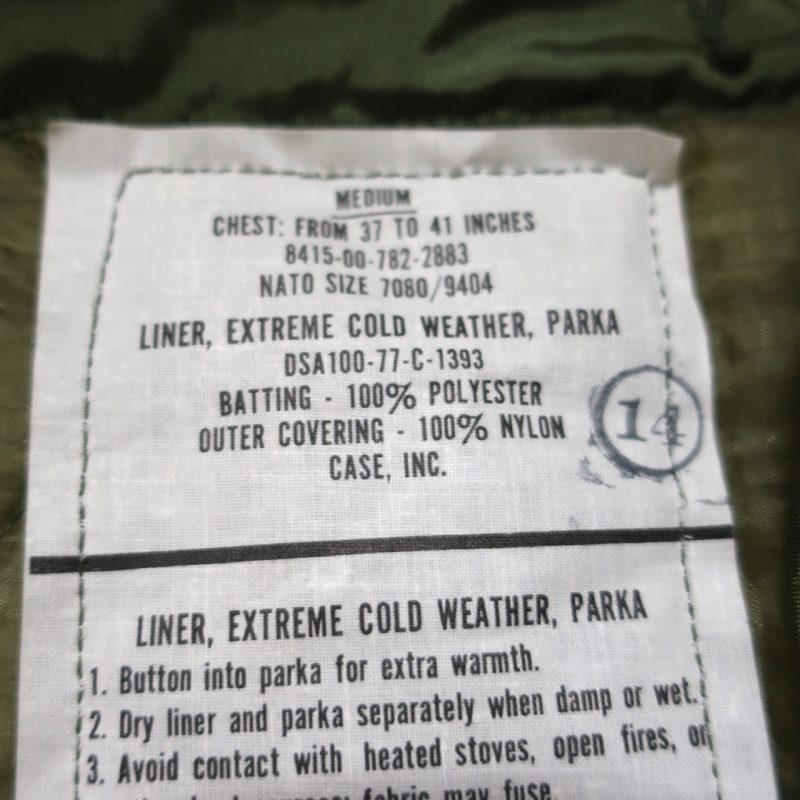 MEDIUM
CHEST: FROM 37 TO 41 INCHES
8415-00-782-2883
NATO SIZE 7080/9404
LINER, EXTREME COLD WEATHER, PARKA
DSA100-77-C-1393
BATTING - 100% POLYESTER
OUTER COVERING - 100% NYLON
CASE, INC.
14
LINER, EXTREME COLD WEATHER, PARKA
1. Button into parka for extra warmth.
2. Dry liner and parka separately when damp or wet.
3. Avoid contact with heated stoves, open fires, or
fabric may fuse.